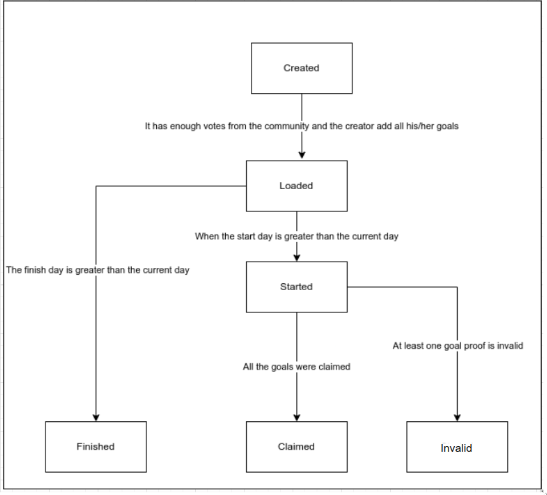 Created
It has enough votes from the community and the creator add all his/her goals
Loaded
When the start day is greater than the current day
The finish day is greater than the current day
Started
At least one goal proof is invalid
All the goals were claimed
Finished
Claimed
Invalid